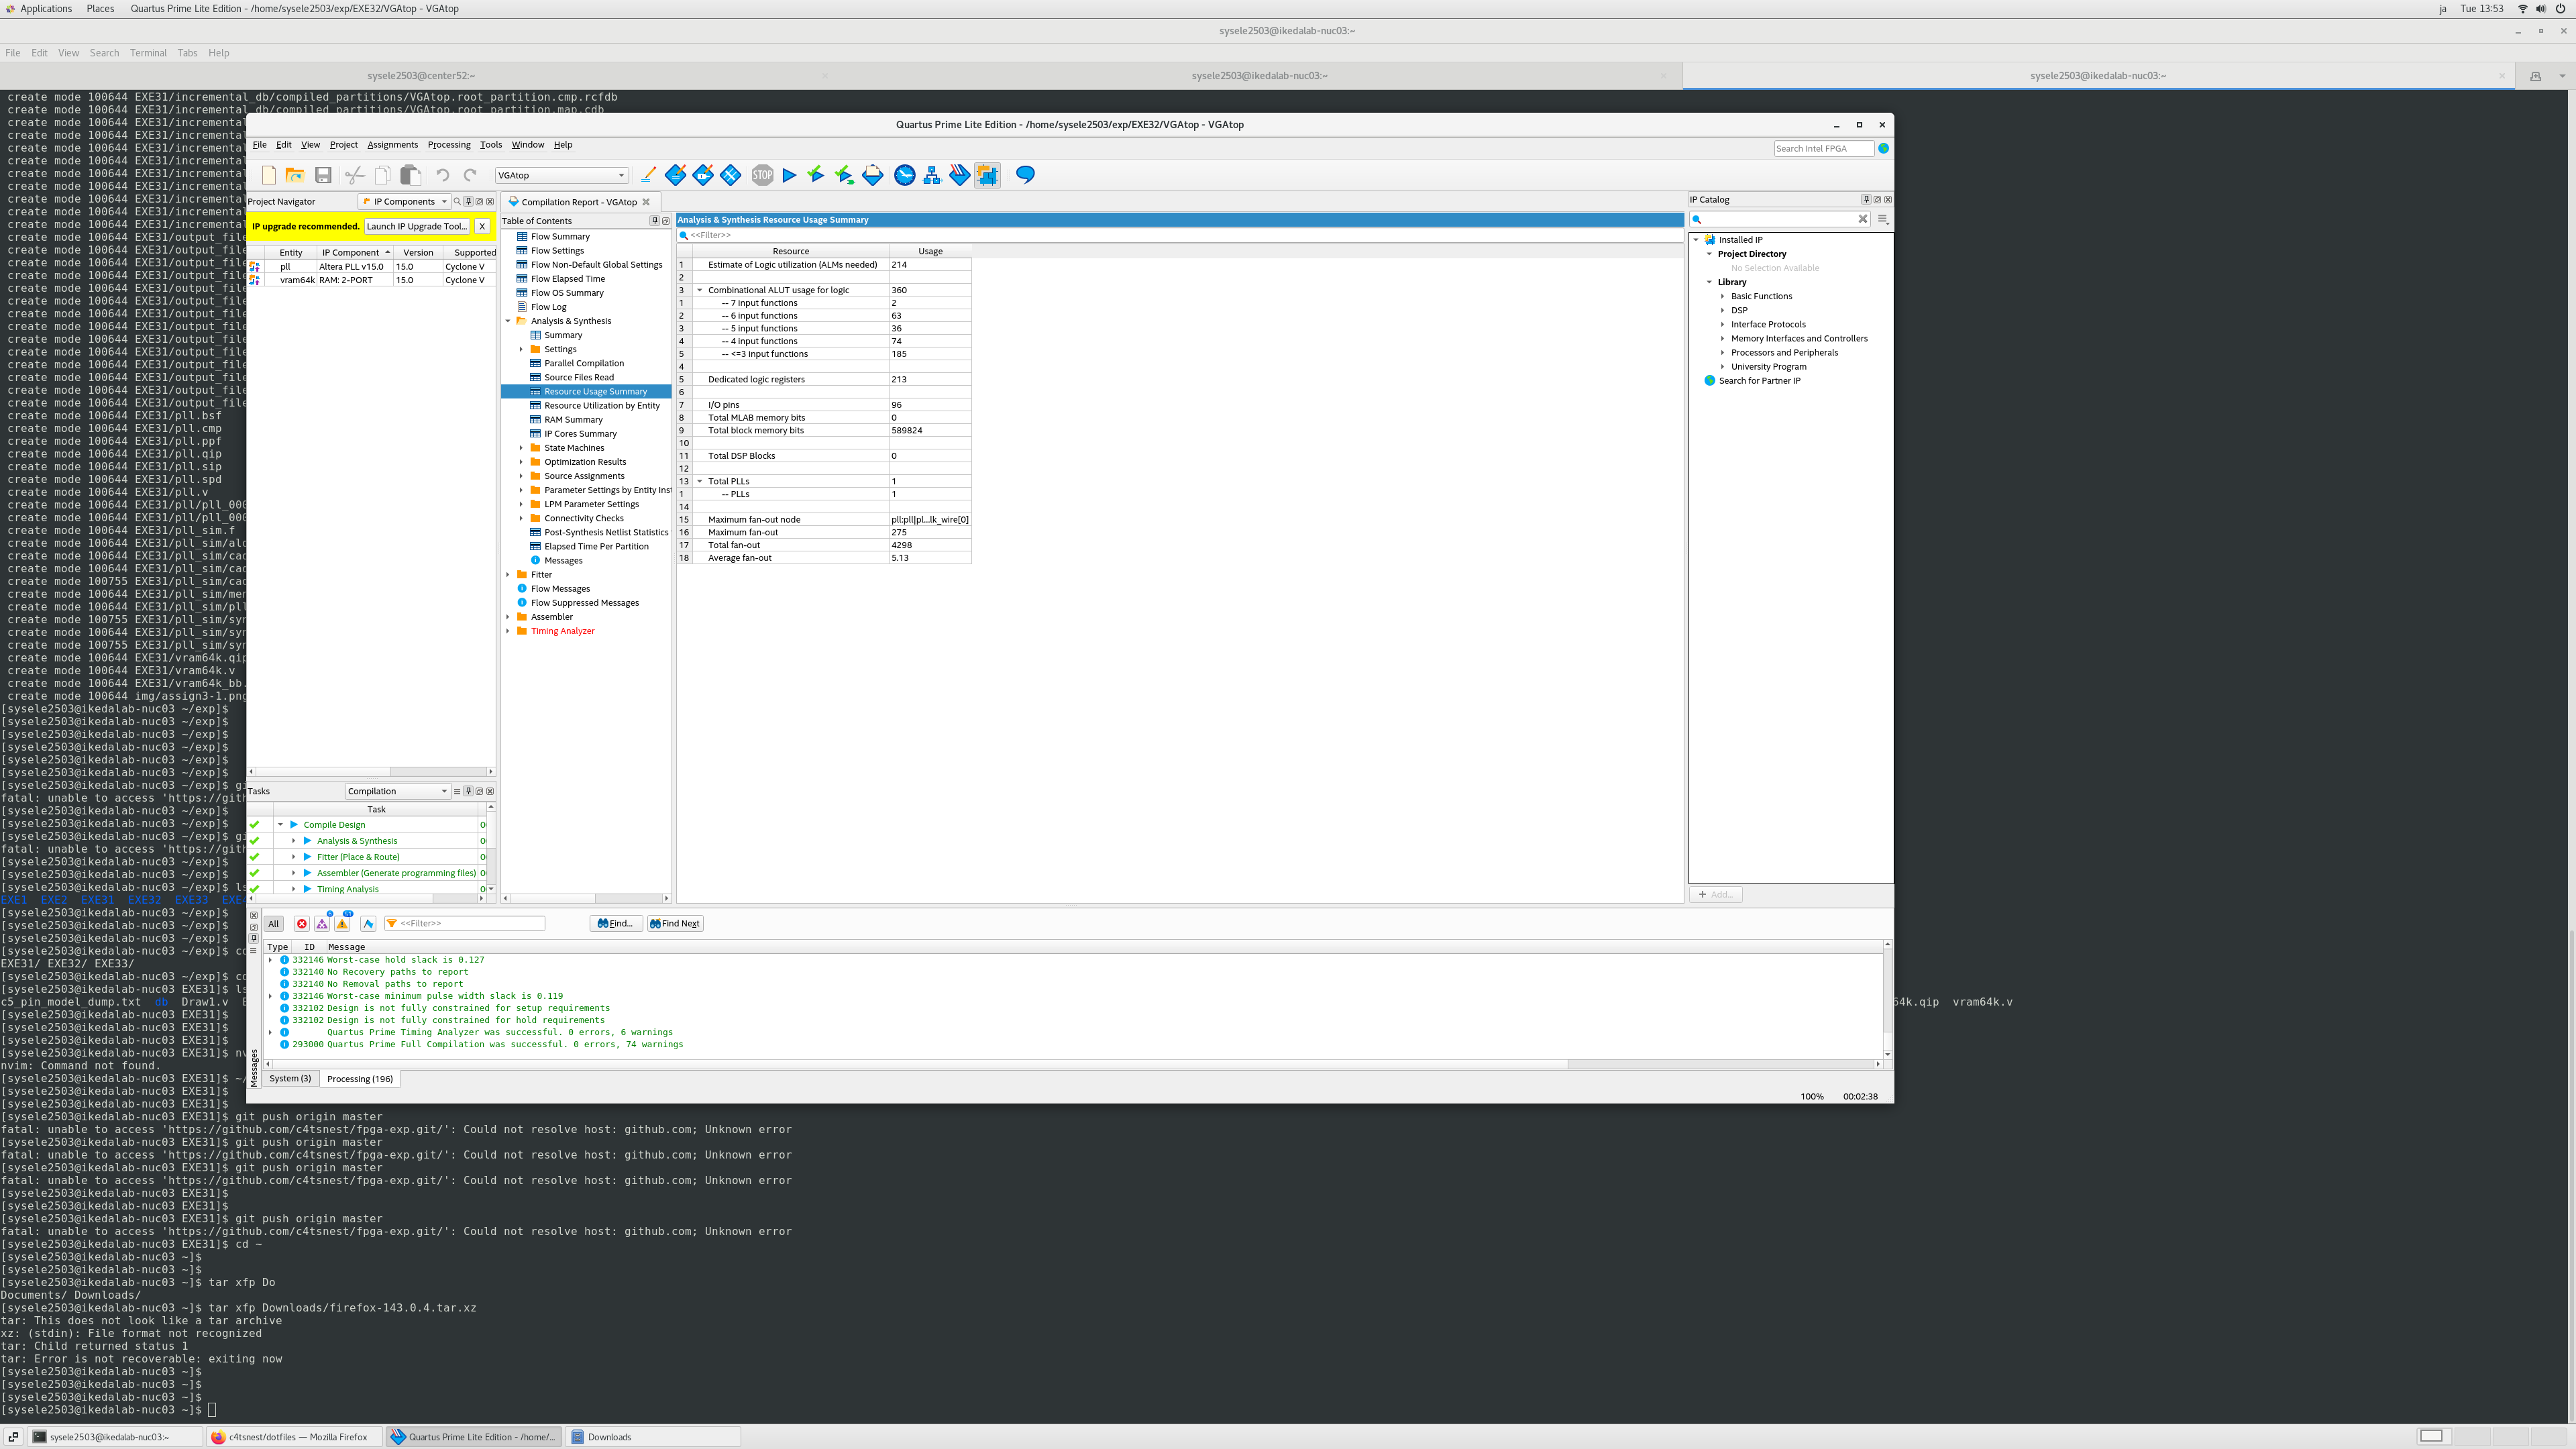 Applications Places Quartus Prime Lite Edition - /home/sysele2503/exp/EXE32/VGAtop - VGAtop ja Tue 13:53
sysele2503@ikedalab-nuc03:~
File Edit View Search Terminal Tabs Help
sysele2503@center52:~ sysele2503@ikedalab-nuc03:~ sysele2503@ikedalab-nuc03:~
create mode 100644 EXE31/incremental_db/compiled_partitions/VGAtop.root_partition.cmp.rcfdb
create mode 100644 EXE31/incremental_db/compiled_partitions/VGAtop.root_partition.map.cdb
create mode 100644 EXE31/incremental
create mode 100644 EXE31/incremental
create mode 100644 EXE31/incremental
create mode 100644 EXE31/incremental
create mode 100644 EXE31/incremental
create mode 100644 EXE31/incremental
create mode 100644 EXE31/incremental
create mode 100644 EXE31/incremental
create mode 100644 EXE31/incremental
create mode 100644 EXE31/output_file
create mode 100644 EXE31/output_file
create mode 100644 EXE31/output_file
create mode 100644 EXE31/output_file
create mode 100644 EXE31/output_file
create mode 100644 EXE31/output_file
create mode 100644 EXE31/output_file
create mode 100644 EXE31/output_file
create mode 100644 EXE31/output_file
create mode 100644 EXE31/output_file
create mode 100644 EXE31/output_file
create mode 100644 EXE31/output_file
create mode 100644 EXE31/output_file
create mode 100644 EXE31/output_file
create mode 100644 EXE31/pll.bsf
create mode 100644 EXE31/pll.cmp
create mode 100644 EXE31/pll.ppf
create mode 100644 EXE31/pll.qip
create mode 100644 EXE31/pll.sip
create mode 100644 EXE31/pll.spd
create mode 100644 EXE31/pll.v
create mode 100644 EXE31/pll/pll_000
create mode 100644 EXE31/pll/pll_000
create mode 100644 EXE31/pll_sim.f
create mode 100644 EXE31/pll_sim/ald
create mode 100644 EXE31/pll_sim/cad
create mode 100644 EXE31/pll_sim/cad
create mode 100755 EXE31/pll_sim/cad
create mode 100644 EXE31/pll_sim/men
create mode 100644 EXE31/pll_sim/pll
create mode 100755 EXE31/pll_sim/syn
create mode 100644 EXE31/pll_sim/syn
create mode 100755 EXE31/pll_sim/syn
create mode 100644 EXE31/vram64k.qip
create mode 100644 EXE31/vram64k.v
create mode 100644 EXE31/vram64k_bb.
create mode 100644 img/assign3-1.png
[sysele2503@ikedalab-nuc03 ~/exp]$
[sysele2503@ikedalab-nuc03 ~/exp]$
[sysele2503@ikedalab-nuc03 ~/exp]$
[sysele2503@ikedalab-nuc03 ~/exp]$
[sysele2503@ikedalab-nuc03 ~/exp]$
[sysele2503@ikedalab-nuc03 ~/exp]$
[sysele2503@ikedalab-nuc03 ~/exp]$ gi
fatal: unable to access 'https://gith
[sysele2503@ikedalab-nuc03 ~/exp]$
[sysele2503@ikedalab-nuc03 ~/exp]$
[sysele2503@ikedalab-nuc03 ~/exp]$ gi
fatal: unable to access 'https://gith
[sysele2503@ikedalab-nuc03 ~/exp]$
[sysele2503@ikedalab-nuc03 ~/exp]$
[sysele2503@ikedalab-nuc03 ~/exp]$ ls
EXE1 EXE2 EXE31 EXE32 EXE33 EXE
[sysele2503@ikedalab-nuc03 ~/exp]$
[sysele2503@ikedalab-nuc03 ~/exp]$
[sysele2503@ikedalab-nuc03 ~/exp]$
[sysele2503@ikedalab-nuc03 ~/exp]$ cd
EXE31/ EXE32/ EXE33/
[sysele2503@ikedalab-nuc03 ~/exp]$ cd
[sysele2503@ikedalab-nuc03 EXE31]$ ls
c5_pin_model_dump.txt db Draw1.v 64k.qip vram64k.v
[sysele2503@ikedalab-nuc03 EXE31]$
[sysele2503@ikedalab-nuc03 EXE31]$
[sysele2503@ikedalab-nuc03 EXE31]$
[sysele2503@ikedalab-nuc03 EXE31]$ nv
nvim: Command not found.
[sysele2503@ikedalab-nuc03 EXE31]$ ~/
[sysele2503@ikedalab-nuc03 EXE31]$
[sysele2503@ikedalab-nuc03 EXE31]$
[sysele2503@ikedalab-nuc03 EXE31]$ git push origin master
fatal: unable to access 'https://github.com/c4tsnest/fpga-exp.git/': Could not resolve host: github.com; Unknown error
[sysele2503@ikedalab-nuc03 EXE31]$ git push origin master
fatal: unable to access 'https://github.com/c4tsnest/fpga-exp.git/': Could not resolve host: github.com; Unknown error
[sysele2503@ikedalab-nuc03 EXE31]$ git push origin master
fatal: unable to access 'https://github.com/c4tsnest/fpga-exp.git/': Could not resolve host: github.com; Unknown error
[sysele2503@ikedalab-nuc03 EXE31]$
[sysele2503@ikedalab-nuc03 EXE31]$
[sysele2503@ikedalab-nuc03 EXE31]$ git push origin master
fatal: unable to access 'https://github.com/c4tsnest/fpga-exp.git/': Could not resolve host: github.com; Unknown error
[sysele2503@ikedalab-nuc03 EXE31]$ cd ~
[sysele2503@ikedalab-nuc03 ~]$
[sysele2503@ikedalab-nuc03 ~]$
[sysele2503@ikedalab-nuc03 ~]$ tar xfp Do
Documents/ Downloads/
[sysele2503@ikedalab-nuc03 ~]$ tar xfp Downloads/firefox-143.0.4.tar.xz
tar: This does not look like a tar archive
xz: (stdin): File format not recognized
tar: Child returned status 1
tar: Error is not recoverable: exiting now
[sysele2503@ikedalab-nuc03 ~]$
[sysele2503@ikedalab-nuc03 ~]$
[sysele2503@ikedalab-nuc03 ~]$
[sysele2503@ikedalab-nuc03 ~]$
Quartus Prime Lite Edition - /home/sysele2503/exp/EXE32/VGAtop - VGAtop
File Edit View Project Assignments Processing Tools Window Help
Search Intel FPGA
VGAtop
STOP
Project Navigator IP Components
IP upgrade recommended. Launch IP Upgrade Tool... X
Entity IP Component Version Supported
pll Altera PLL v15.0 15.0 Cyclone V
vram64k RAM: 2-PORT 15.0 Cyclone V
Tasks Compilation
Task
Compile Design
Analysis & Synthesis
Fitter (Place & Route)
Assembler (Generate programming files)
Timing Analysis
Compilation Report - VGAtop
Table of Contents
Flow Summary
Flow Settings
Flow Non-Default Global Settings
Flow Elapsed Time
Flow OS Summary
Flow Log
Analysis & Synthesis
Summary
Settings
Parallel Compilation
Source Files Read
Resource Usage Summary
Resource Utilization by Entity
RAM Summary
IP Cores Summary
State Machines
Optimization Results
Source Assignments
Parameter Settings by Entity Inst
LPM Parameter Settings
Connectivity Checks
Post-Synthesis Netlist Statistics
Elapsed Time Per Partition
Messages
Fitter
Flow Messages
Flow Suppressed Messages
Assembler
Timing Analyzer
Analysis & Synthesis Resource Usage Summary
<<Filter>>
Resource Usage
1 Estimate of Logic utilization (ALMs needed) 214
2
3 Combinational ALUT usage for logic 360
1 -- 7 input functions 2
2 -- 6 input functions 63
3 -- 5 input functions 36
4 -- 4 input functions 74
5 -- <=3 input functions 185
4
5 Dedicated logic registers 213
6
7 I/O pins 96
8 Total MLAB memory bits 0
9 Total block memory bits 589824
10
11 Total DSP Blocks 0
12
13 Total PLLs 1
1 -- PLLs 1
14
15 Maximum fan-out node pll:pll|pl...lk_wire[0]
16 Maximum fan-out 275
17 Total fan-out 4298
18 Average fan-out 5.13
IP Catalog
Installed IP
Project Directory
No Selection Available
Library
Basic Functions
DSP
Interface Protocols
Memory Interfaces and Controllers
Processors and Peripherals
University Program
Search for Partner IP
Add...
All <<Filter>> Find... Find Next
Type ID Message
332146 Worst-case hold slack is 0.127
332140 No Recovery paths to report
332140 No Removal paths to report
332146 Worst-case minimum pulse width slack is 0.119
332102 Design is not fully constrained for setup requirements
332102 Design is not fully constrained for hold requirements
Quartus Prime Timing Analyzer was successful. 0 errors, 6 warnings
293000 Quartus Prime Full Compilation was successful. 0 errors, 74 warnings
Messages
System (3) Processing (196)
100% 00:02:38
sysele2503@ikedalab-nuc03:~ c4tsnest/dotfiles — Mozilla Firefox Quartus Prime Lite Edition - /home/... Downloads